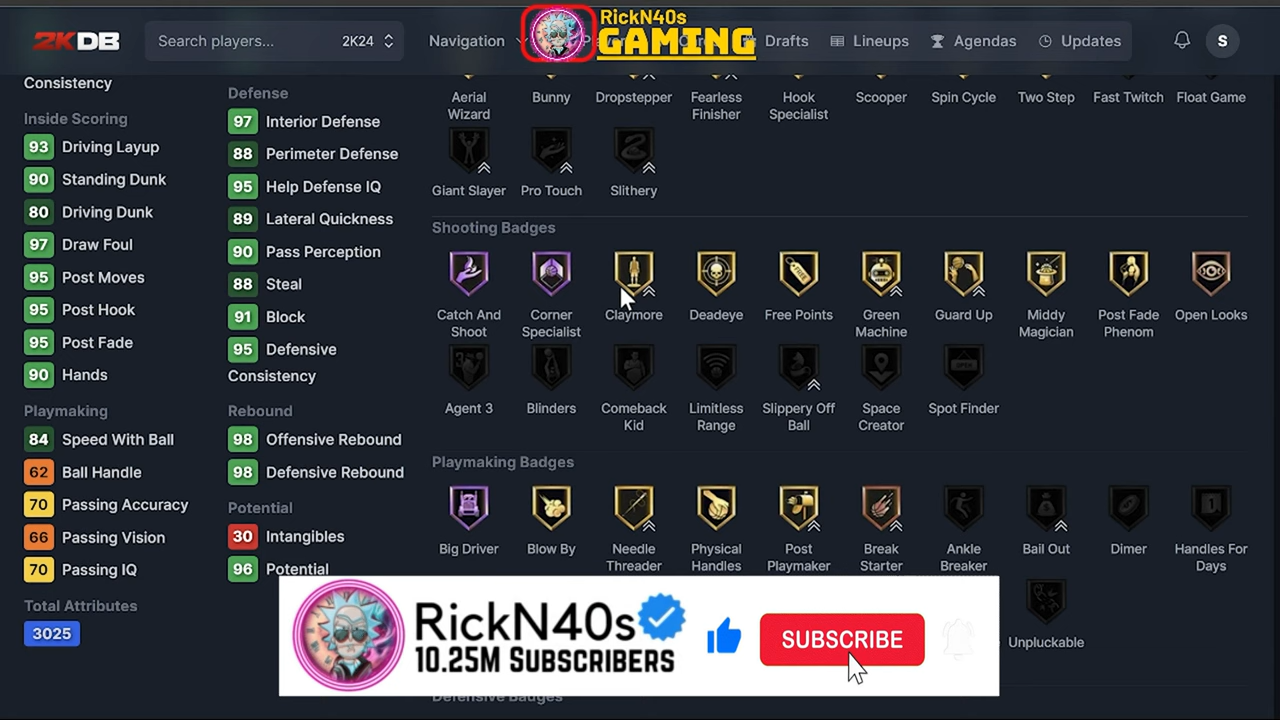 2KDB
Search players...
2K24
Navigation
RickN40s
GAMING
Drafts
Lineups
Agendas
Updates
S
Consistency
Inside Scoring
93 Driving Layup
90 Standing Dunk
80 Driving Dunk
97 Draw Foul
95 Post Moves
95 Post Hook
95 Post Fade
90 Hands
Playmaking
84 Speed With Ball
62 Ball Handle
70 Passing Accuracy
66 Passing Vision
70 Passing IQ
Total Attributes
3025
Defense
97 Interior Defense
88 Perimeter Defense
95 Help Defense IQ
89 Lateral Quickness
90 Pass Perception
88 Steal
91 Block
95 Defensive
Consistency
Rebound
98 Offensive Rebound
98 Defensive Rebound
Potential
30 Intangibles
96 Potential
Aerial Wizard
Bunny
Dropstepper
Fearless Finisher
Hook Specialist
Scooper
Spin Cycle
Two Step
Fast Twitch
Float Game
Giant Slayer
Pro Touch
Slithery
Shooting Badges
Catch And Shoot
Corner Specialist
Claymore
Deadeye
Free Points
Green Machine
Guard Up
Middy Magician
Post Fade Phenom
Open Looks
Agent 3
Blinders
Comeback Kid
Limitless Range
Slippery Off Ball
Space Creator
Spot Finder
Playmaking Badges
Big Driver
Blow By
Needle Threader
Physical Handles
Post Playmaker
Break Starter
Ankle Breaker
Bail Out
Dimer
Handles For Days
Unpluckable
RickN40s
10.25M SUBSCRIBERS
SUBSCRIBE
Defensive Badges